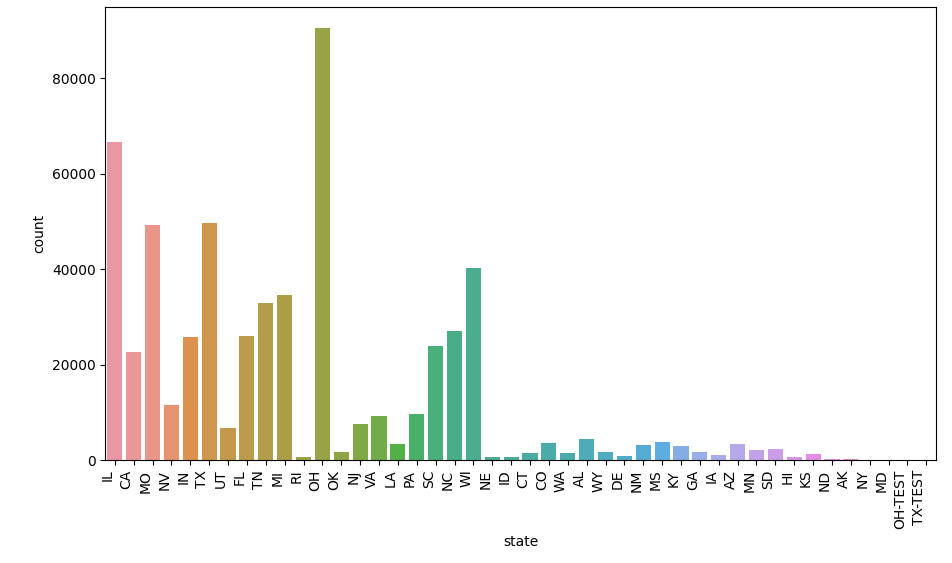 80000
60000
40000
20000
0
count
IL
CA
MO
NV
IN
TX
UT
FL
TN
MI
RI
OH
OK
NJ
VA
LA
PA
SC
NC
WI
NE
ID
CT
CO
WA
AL
WY
DE
NM
MS
KY
GA
IA
AZ
MN
SD
HI
KS
ND
AK
NY
MD
OH-TEST
TX-TEST
state